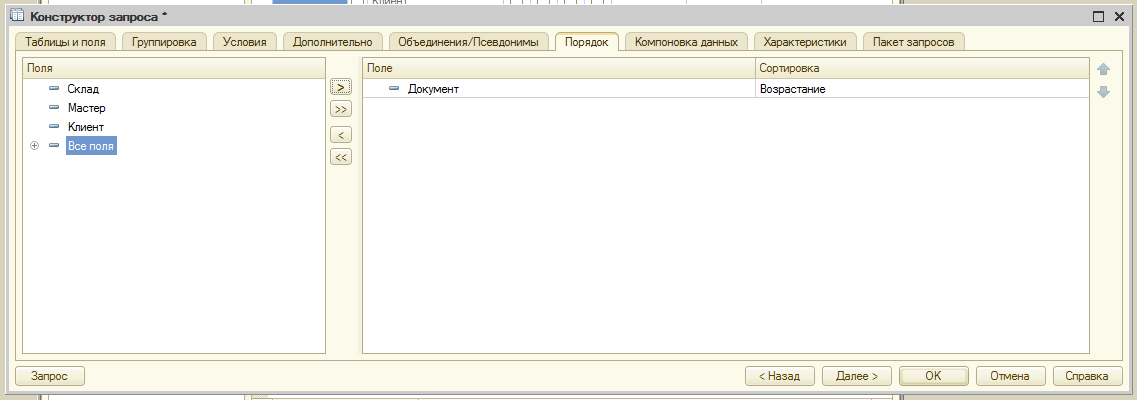 Клиент
Конструктор запроса *
Таблицы и поля Группировка Условия Дополнительно Объединения/Псевдонимы Порядок Компоновка данных Характеристики Пакет запросов
Поля Поле Сортировка
Склад > Документ Возрастание
Мастер >>
Клиент <
Все поля <<
Запрос < Назад Далее > OK Отмена Справка